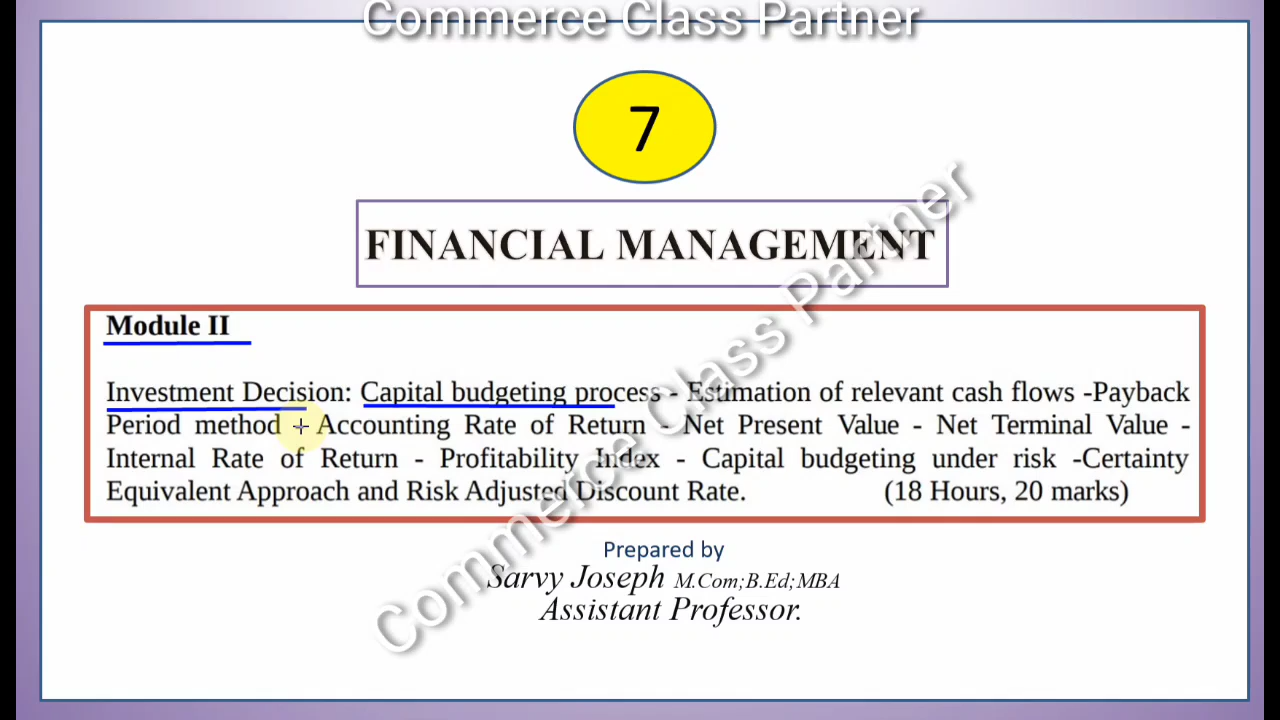 Commerce Class Partner
7
FINANCIAL MANAGEMENT
Module II
Investment Decision: Capital budgeting process - Estimation of relevant cash flows -Payback
Period method - Accounting Rate of Return - Net Present Value - Net Terminal Value -
Internal Rate of Return - Profitability Index - Capital budgeting under risk -Certainty
Equivalent Approach and Risk Adjusted Discount Rate. (18 Hours, 20 marks)
Prepared by
Sarvy Joseph M.Com;B.Ed;MBA
Assistant Professor.
Commerce Class Partner